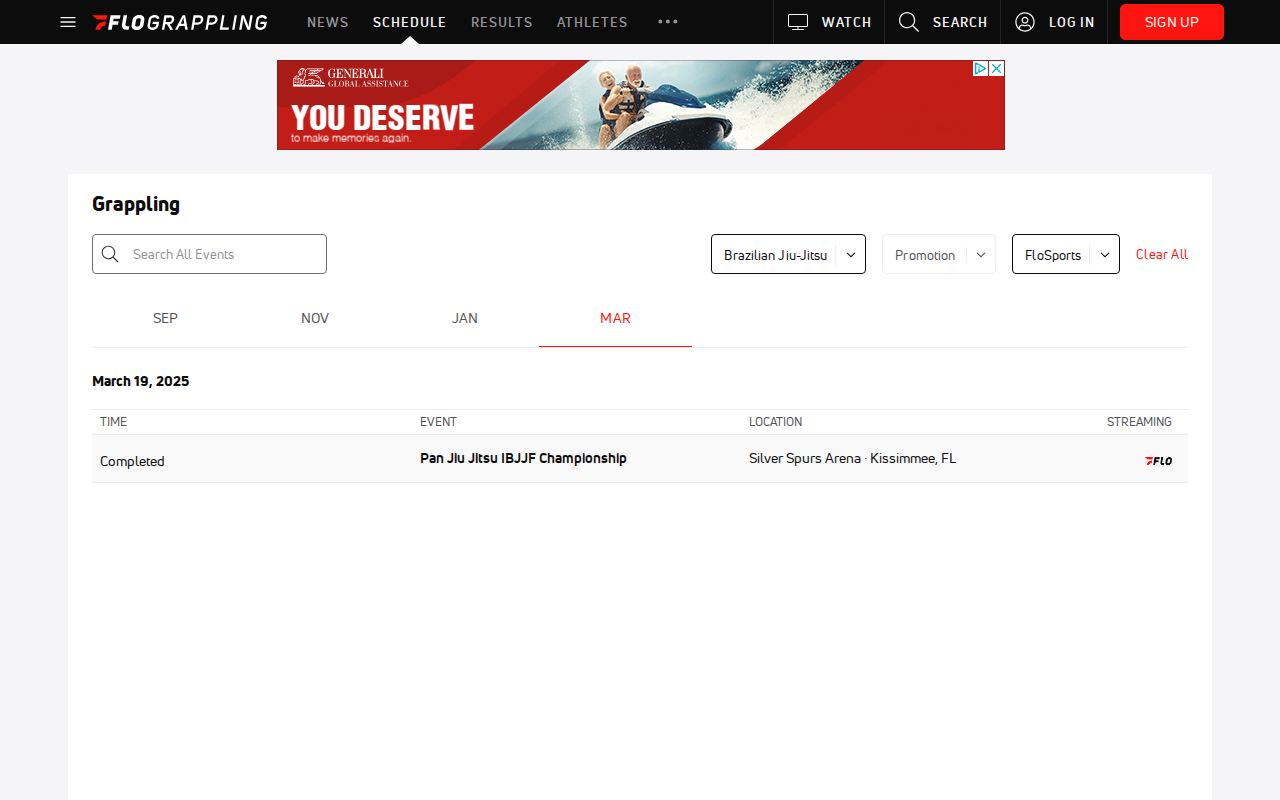 FLOGRAPPLING
NEWS
SCHEDULE
RESULTS
ATHLETES
WATCH
SEARCH
LOG IN
SIGN UP
GENERALI
GLOBAL ASSISTANCE
YOU DESERVE
to make memories again.
Grappling
Search All Events
Brazilian Jiu-Jitsu
Promotion
FloSports
Clear All
SEP
NOV
JAN
MAR
March 19, 2025
TIME
EVENT
LOCATION
STREAMING
Completed
Pan Jiu Jitsu IBJJF Championship
Silver Spurs Arena · Kissimmee, FL
FLO